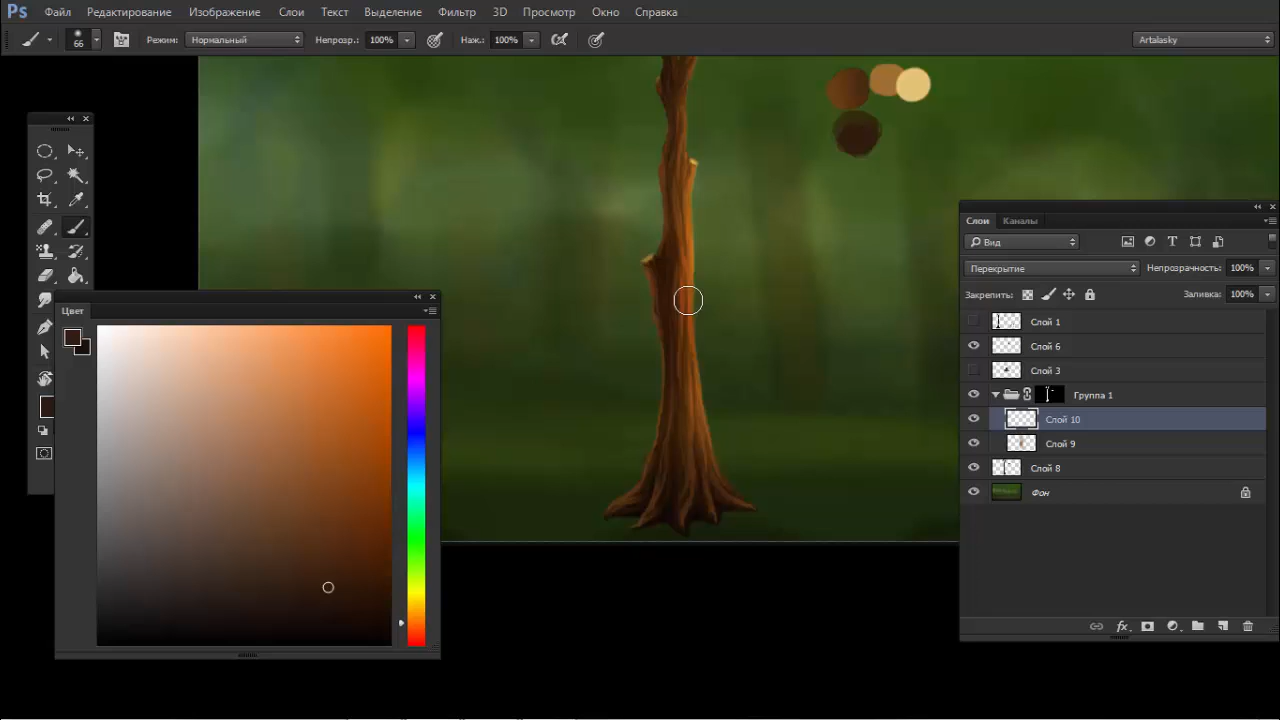 Ps Файл Редактирование Изображение Слои Текст Выделение Фильтр 3D Просмотр Окно Справка
66 Режим: Нормальный Непрозр.: 100% Наж.: 100% Artalasky
Слои Каналы
Вид
Перекрытие Непрозрачность: 100%
Закрепить: Заливка: 100%
Слой 1
Слой 6
Слой 3
Группа 1
Слой 10
Слой 9
Слой 8
Фон
fx
Цвет